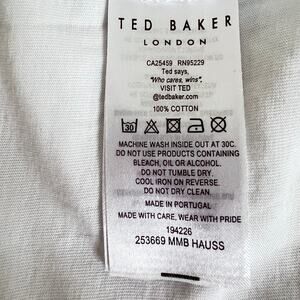 TED BAKER
LONDON
CA25459 RN95229
Ted says,
"Who cares, wins".
VISIT TED
@tedbaker.com
100% COTTON
30
MACHINE WASH INSIDE OUT AT 30C.
DO NOT USE PRODUCTS CONTAINING
BLEACH, OIL OR ALCOHOL.
DO NOT TUMBLE DRY.
COOL IRON ON REVERSE.
DO NOT DRY CLEAN.
MADE IN PORTUGAL
MADE WITH CARE, WEAR WITH PRIDE
194226
253669 MMB HAUSS